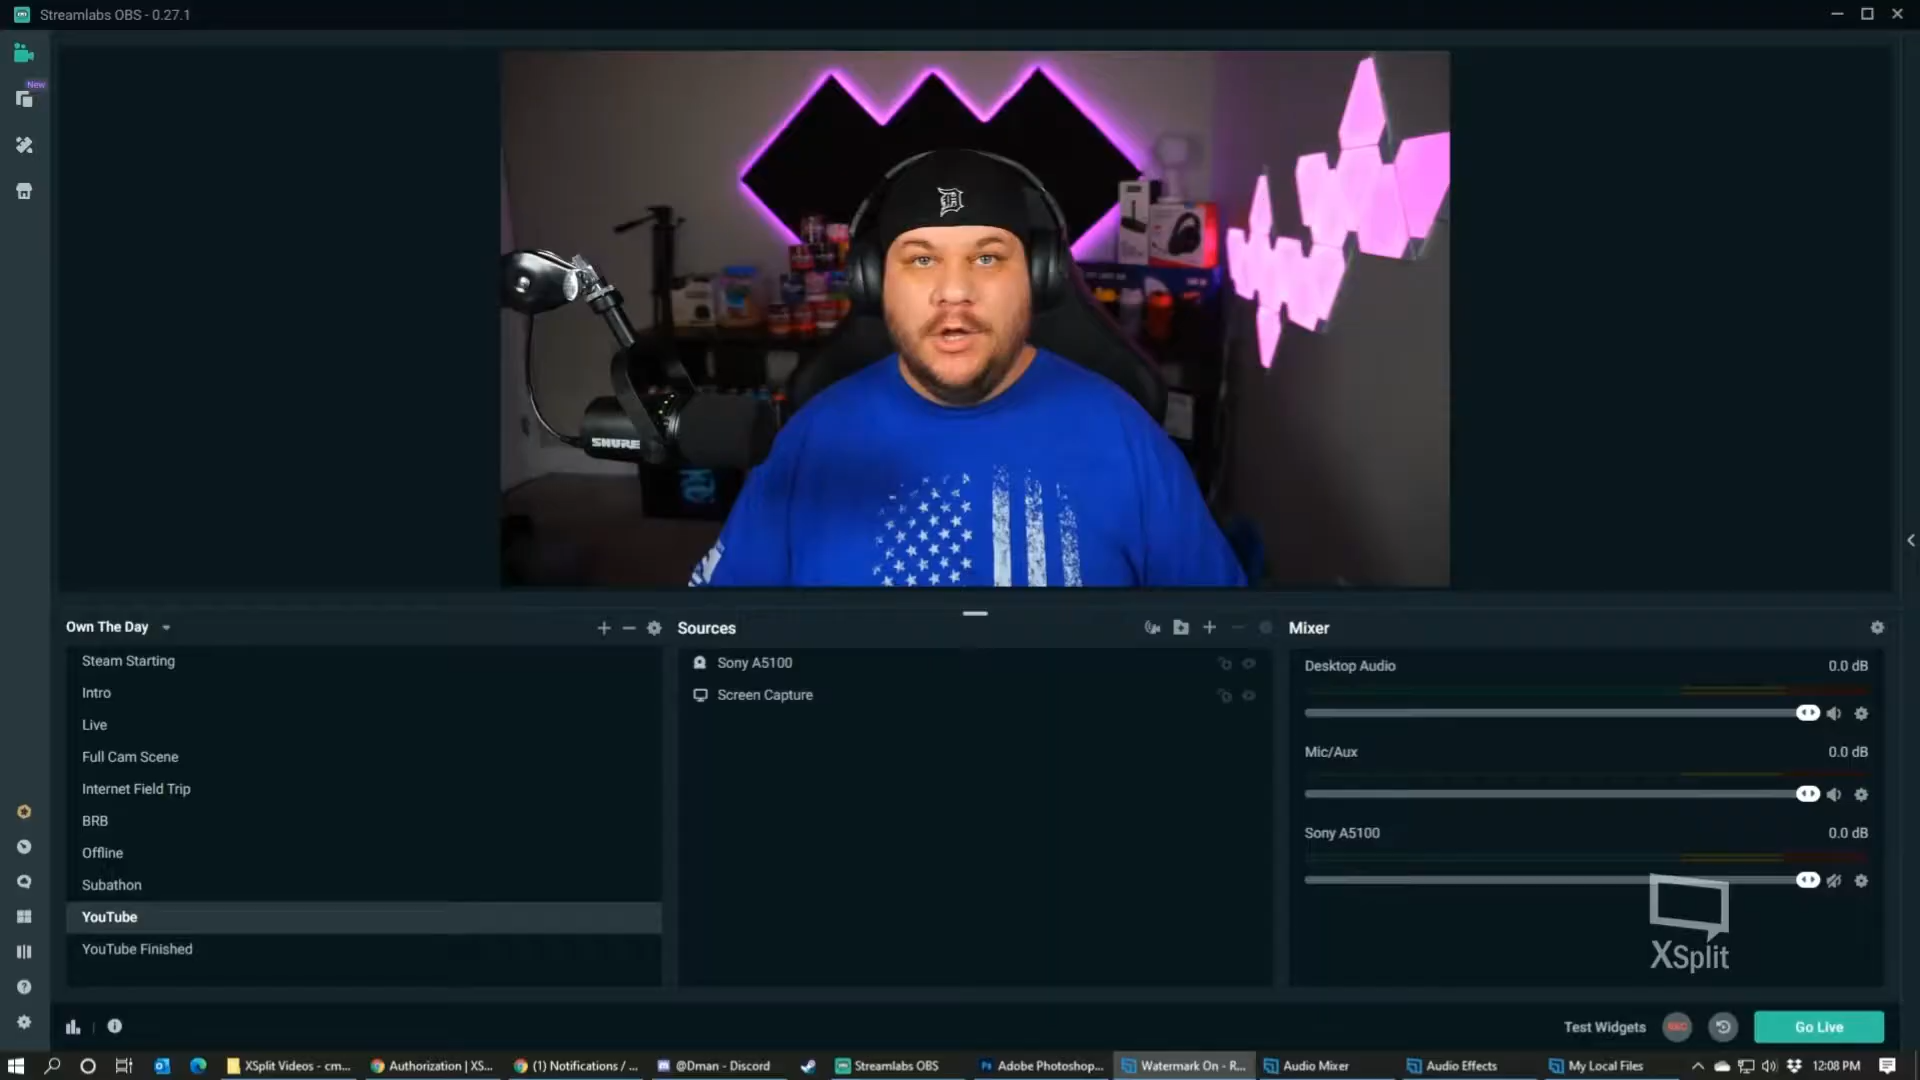 Streamlabs OBS - 0.27.1
New
D
SHURE
Own The Day
Sources
Mixer
Steam Starting
Intro
Live
Full Cam Scene
Internet Field Trip
BRB
Offline
Subathon
YouTube
YouTube Finished
Sony A5100
Screen Capture
Desktop Audio 0.0 dB
Mic/Aux 0.0 dB
Sony A5100 0.0 dB
XSplit
Test Widgets
REC
Go Live
XSplit Videos - cm...
Authorization | XS...
(1) Notifications / ...
@Dman - Discord
Streamlabs OBS
Adobe Photoshop...
Watermark On - R...
Audio Mixer
Audio Effects
My Local Files
12:08 PM